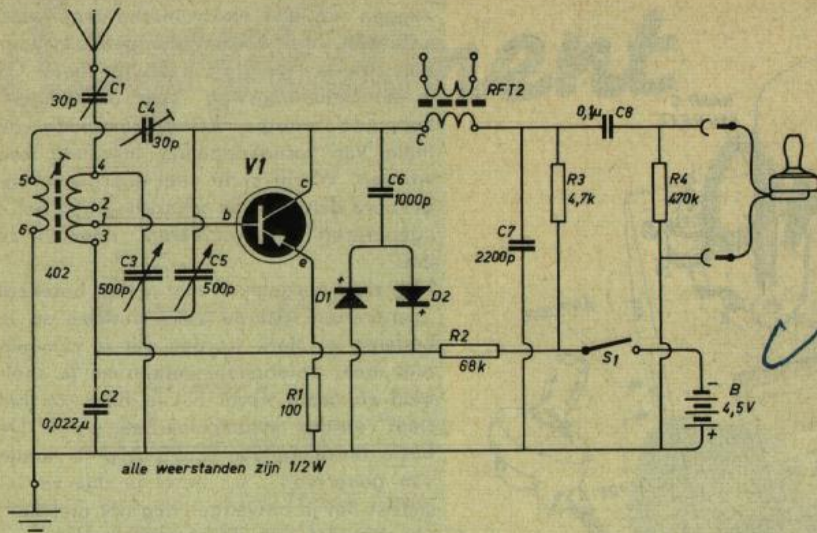 RFT2
C1
30p
C4
30p
0,1μ C8
C
V1
c
b
e
C6
1000p
R3
4,7k
R4
470k
5
6
4
2
1
3
402
C3
500p
C5
500p
C7
2200p
D1
+
D2
+
R2
68k
S1
C2
0,022μ
R1
100
B
4,5V
-
+
alle weerstanden zijn 1/2W